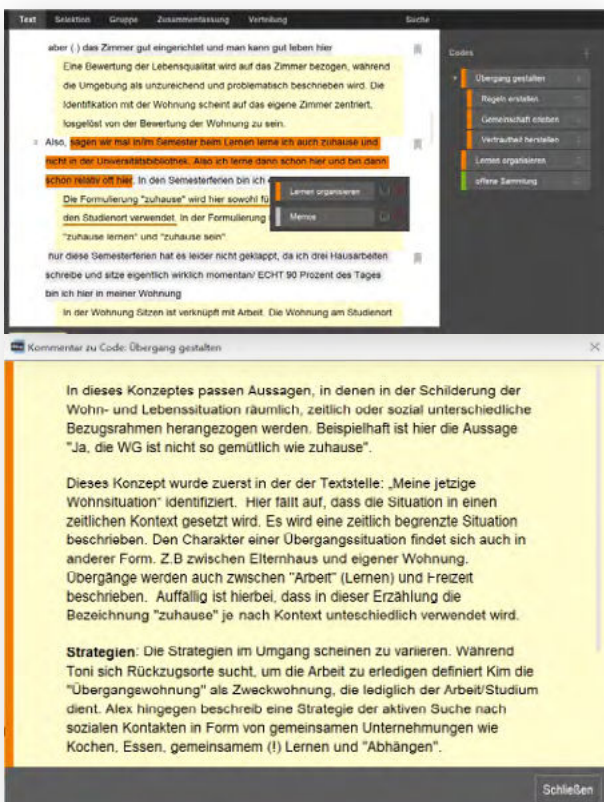 Text Selektion Gruppe Zusammenfassung Verteilung Suche
aber (.) das Zimmer gut eingerichtet und man kann gut leben hier
Eine Bewertung der Lebensqualität wird auf das Zimmer bezogen, während
die Umgebung als unzureichend und problematisch beschrieben wird. Die
Identifikation mit der Wohnung scheint auf das eigene Zimmer zentriert,
losgelöst von der Bewertung der Wohnung zu sein.
Also, sagen wir mal in/im Semester beim Lernen lerne ich auch zuhause und
nicht in der Universitätsbibliothek. Also ich lerne dann schon hier und bin dann
schon relativ oft hier. In den Semesterferien bin ich
Die Formulierung "zuhause" wird hier sowohl fü
den Studienort verwendet. In der Formulierung
"zuhause lernen" und "zuhause sein"
nur diese Semesterferien hat es leider nicht geklappt, da ich drei Hausarbeiten
schreibe und sitze eigentlich wirklich momentan/ ECHT 90 Prozent des Tages
bin ich hier in meiner Wohnung
In der Wohnung Sitzen ist verknüpft mit Arbeit. Die Wohnung am Studienort
Lernen organisieren
Memos
Codes
Übergang gestalten
Regeln erstellen
Gemeinschaft erleben
Vertrautheit herstellen
Lernen organisieren
offene Sammlung
Kommentar zu Code: Übergang gestalten
In dieses Konzeptes passen Aussagen, in denen in der Schilderung der
Wohn- und Lebenssituation räumlich, zeitlich oder sozial unterschiedliche
Bezugsrahmen herangezogen werden. Beispielhaft ist hier die Aussage
"Ja, die WG ist nicht so gemütlich wie zuhause".
Dieses Konzept wurde zuerst in der der Textstelle: „Meine jetzige
Wohnsituation" identifiziert. Hier fällt auf, dass die Situation in einen
zeitlichen Kontext gesetzt wird. Es wird eine zeitlich begrenzte Situation
beschrieben. Den Charakter einer Übergangssituation findet sich auch in
anderer Form. Z.B zwischen Elternhaus und eigener Wohnung.
Übergänge werden auch zwischen "Arbeit" (Lernen) und Freizeit
beschrieben. Auffällig ist hierbei, dass in dieser Erzählung die
Bezeichnung "zuhause" je nach Kontext unteschiedlich verwendet wird.
Strategien: Die Strategien im Umgang scheinen zu variieren. Während
Toni sich Rückzugsorte sucht, um die Arbeit zu erledigen definiert Kim die
"Übergangswohnung" als Zweckwohnung, die lediglich der Arbeit/Studium
dient. Alex hingegen beschreib eine Strategie der aktiven Suche nach
sozialen Kontakten in Form von gemeinsamen Unternehmungen wie
Kochen, Essen, gemeinsamem (!) Lernen und "Abhängen".
Schließen